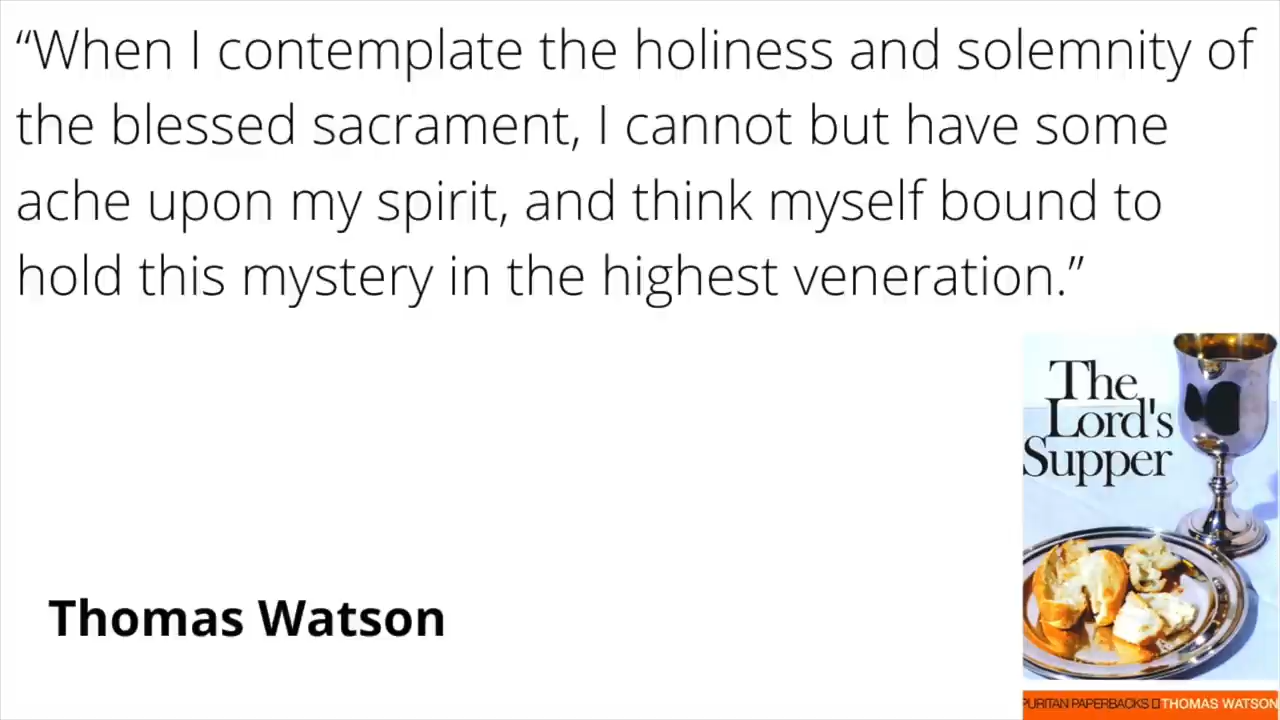 “When I contemplate the holiness and solemnity of
the blessed sacrament, I cannot but have some
ache upon my spirit, and think myself bound to
hold this mystery in the highest veneration.”
The
Lord's
Supper
Thomas Watson
PURITAN PAPERBACKS THOMAS WATSON